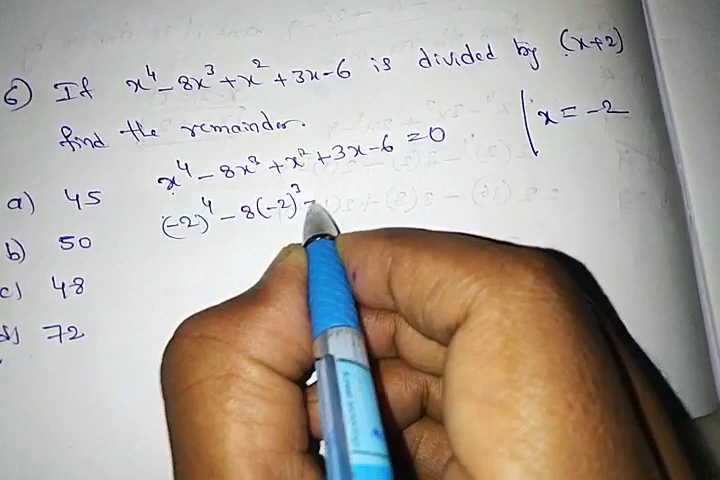 6) If x⁴ - 8x³ + x² + 3x - 6 is divided by (x+2)
find the remainder.
x = -2
x⁴ - 8x³ + x² + 3x - 6 = 0
(-2)⁴ - 8(-2)³
a) 45
b) 50
c) 48
d) 72